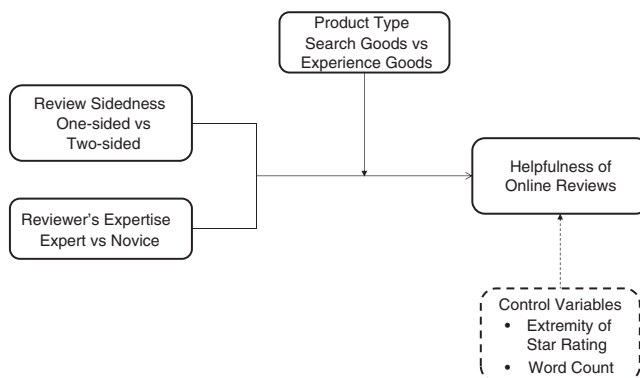 Product Type
Search Goods vs
Experience Goods
Review Sidedness
One-sided vs
Two-sided
Helpfulness of
Online Reviews
Reviewer's Expertise
Expert vs Novice
Control Variables
• Extremity of
Star Rating
• Word Count